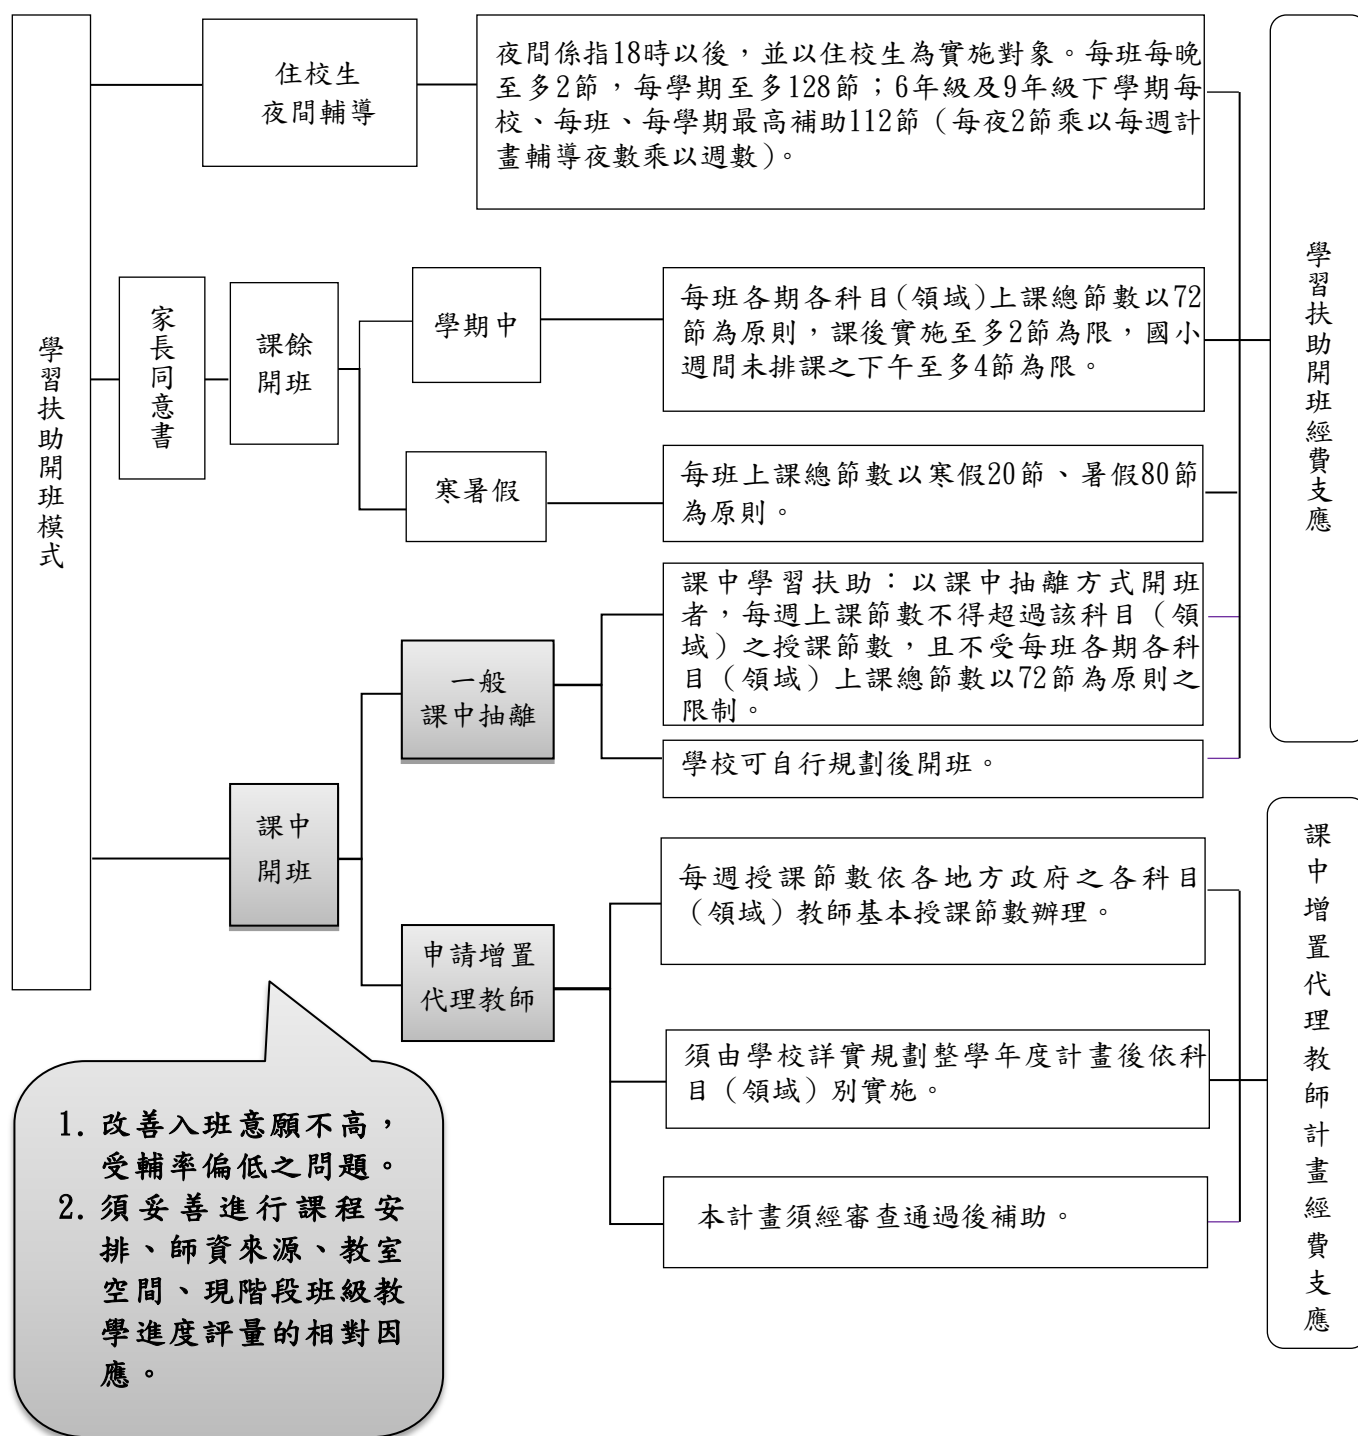 學習扶助開班模式
住校生
夜間輔導
夜間係指18時以後，並以住校生為實施對象。每班每晚
至多2節，每學期至多128節；6年級及9年級下學期每
校、每班、每學期最高補助112節（每夜2節乘以每週計
畫輔導夜數乘以週數）。
家長同意書
課餘
開班
學期中
每班各期各科目(領域)上課總節數以72
節為原則，課後實施至多2節為限，國小
週間未排課之下午至多4節為限。
寒暑假
每班上課總節數以寒假20節、暑假80節
為原則。
學習扶助開班經費支應
課中
開班
一般
課中抽離
課中學習扶助：以課中抽離方式開班
者，每週上課節數不得超過該科目（領
域）之授課節數，且不受每班各期各科
目（領域）上課總節數以72節為原則之
限制。
學校可自行規劃後開班。
申請增置
代理教師
每週授課節數依各地方政府之各科目
（領域）教師基本授課節數辦理。
須由學校詳實規劃整學年度計畫後依科
目（領域）別實施。
本計畫須經審查通過後補助。
課中增置代理教師計畫經費支應
1. 改善入班意願不高，
受輔率偏低之問題。
2. 須妥善進行課程安
排、師資來源、教室
空間、現階段班級教
學進度評量的相對因
應。